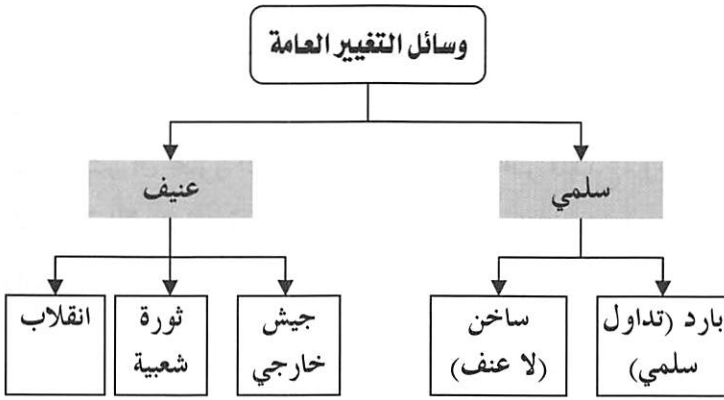 وسائل التغيير العامة
سلمي
عنيف
بارد (تداول
سلمي)
ساخن
(لا عنف)
جيش
خارجي
ثورة
شعبية
انقلاب